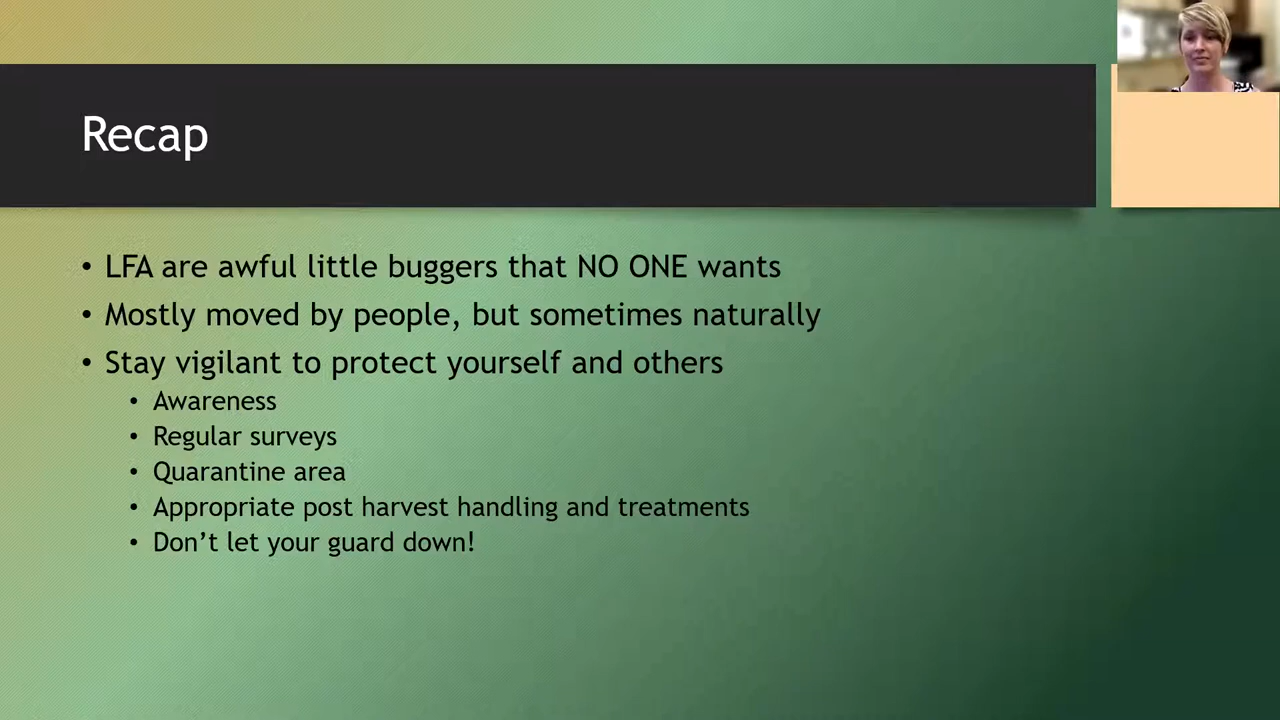 Recap
• LFA are awful little buggers that NO ONE wants
• Mostly moved by people, but sometimes naturally
• Stay vigilant to protect yourself and others
• Awareness
• Regular surveys
• Quarantine area
• Appropriate post harvest handling and treatments
• Don’t let your guard down!